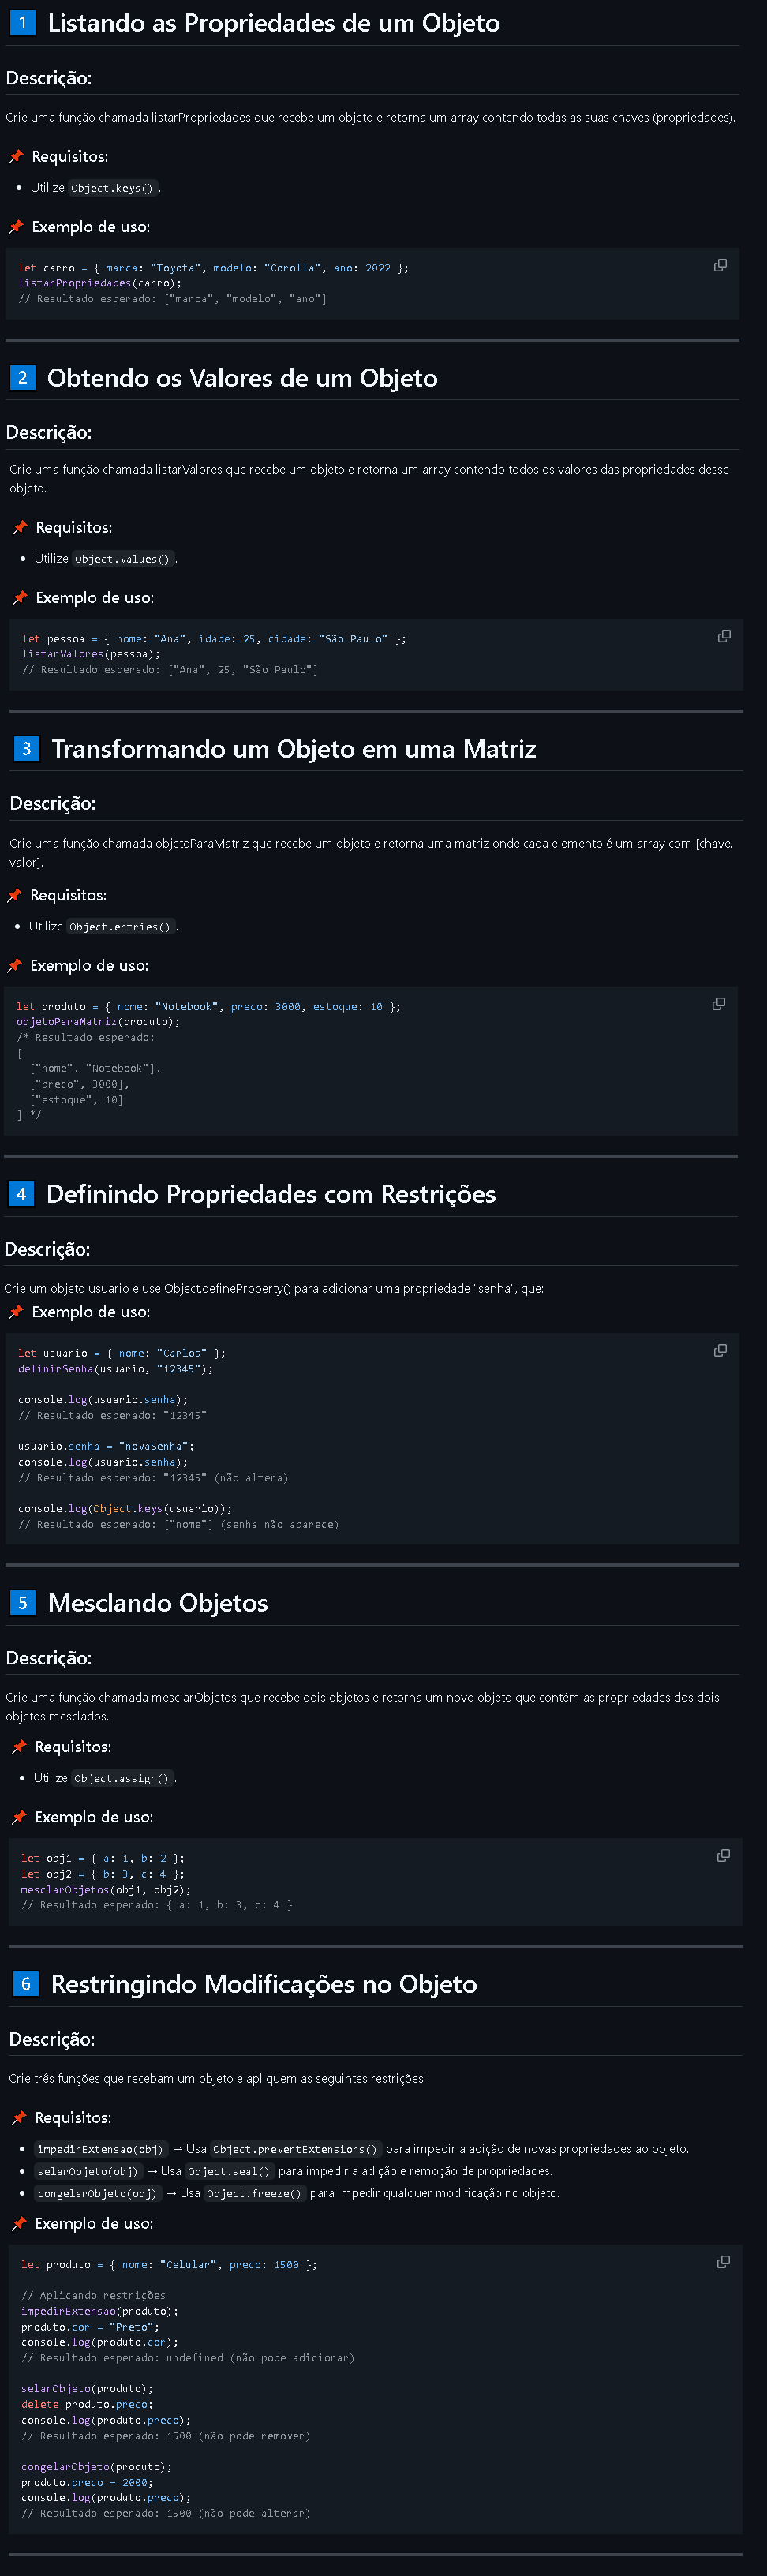 1 Listando as Propriedades de um Objeto
Descrição:
Crie uma função chamada listarPropriedades que recebe um objeto e retorna um array contendo todas as suas chaves (propriedades).
📌 Requisitos:
• Utilize Object.keys().
📌 Exemplo de uso:
let carro = { marca: "Toyota", modelo: "Corolla", ano: 2022 };
listarPropriedades(carro);
// Resultado esperado: ["marca", "modelo", "ano"]
2 Obtendo os Valores de um Objeto
Descrição:
Crie uma função chamada listarValores que recebe um objeto e retorna um array contendo todos os valores das propriedades desse
objeto.
📌 Requisitos:
• Utilize Object.values().
📌 Exemplo de uso:
let pessoa = { nome: "Ana", idade: 25, cidade: "São Paulo" };
listarValores(pessoa);
// Resultado esperado: ["Ana", 25, "São Paulo"]
3 Transformando um Objeto em uma Matriz
Descrição:
Crie uma função chamada objetoParaMatriz que recebe um objeto e retorna uma matriz onde cada elemento é um array com [chave,
valor].
📌 Requisitos:
• Utilize Object.entries().
📌 Exemplo de uso:
let produto = { nome: "Notebook", preco: 3000, estoque: 10 };
objetoParaMatriz(produto);
/* Resultado esperado:
[
  ["nome", "Notebook"],
  ["preco", 3000],
  ["estoque", 10]
] */
4 Definindo Propriedades com Restrições
Descrição:
Crie um objeto usuario e use Object.defineProperty() para adicionar uma propriedade "senha", que:
📌 Exemplo de uso:
let usuario = { nome: "Carlos" };
definirSenha(usuario, "12345");
console.log(usuario.senha);
// Resultado esperado: "12345"
usuario.senha = "novaSenha";
console.log(usuario.senha);
// Resultado esperado: "12345" (não altera)
console.log(Object.keys(usuario));
// Resultado esperado: ["nome"] (senha não aparece)
5 Mesclando Objetos
Descrição:
Crie uma função chamada mesclarObjetos que recebe dois objetos e retorna um novo objeto que contém as propriedades dos dois
objetos mesclados.
📌 Requisitos:
• Utilize Object.assign().
📌 Exemplo de uso:
let obj1 = { a: 1, b: 2 };
let obj2 = { b: 3, c: 4 };
mesclarObjetos(obj1, obj2);
// Resultado esperado: { a: 1, b: 3, c: 4 }
6 Restringindo Modificações no Objeto
Descrição:
Crie três funções que recebam um objeto e apliquem as seguintes restrições:
📌 Requisitos:
• impedirExtensao(obj) → Usa Object.preventExtensions() para impedir a adição de novas propriedades ao objeto.
• selarObjeto(obj) → Usa Object.seal() para impedir a adição e remoção de propriedades.
• congelarObjeto(obj) → Usa Object.freeze() para impedir qualquer modificação no objeto.
📌 Exemplo de uso:
let produto = { nome: "Celular", preco: 1500 };
// Aplicando restrições
impedirExtensao(produto);
produto.cor = "Preto";
console.log(produto.cor);
// Resultado esperado: undefined (não pode adicionar)
selarObjeto(produto);
delete produto.preco;
console.log(produto.preco);
// Resultado esperado: 1500 (não pode remover)
congelarObjeto(produto);
produto.preco = 2000;
console.log(produto.preco);
// Resultado esperado: 1500 (não pode alterar)